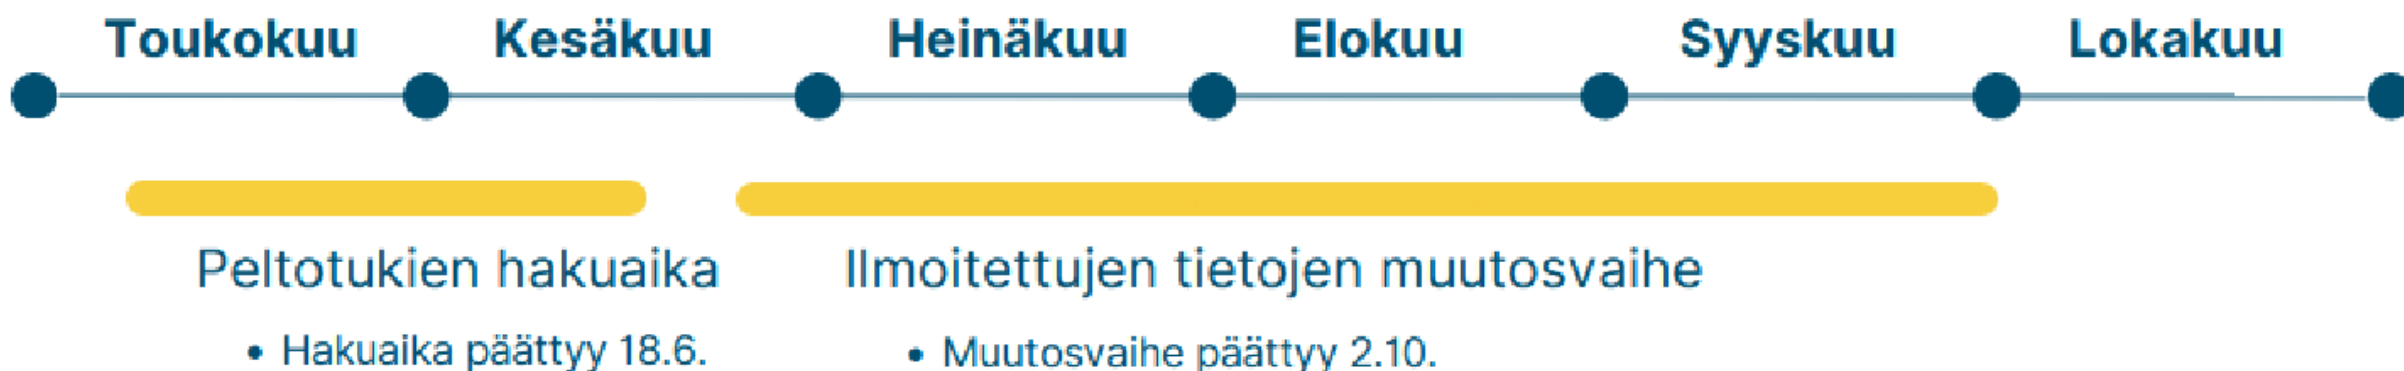 Toukokuu Kesäkuu Heinäkuu Elokuu Syyskuu Lokakuu
Peltotukien hakuaika
• Hakuaika päättyy 18.6.
Ilmoitettujen tietojen muutosvaihe
• Muutosvaihe päättyy 2.10.